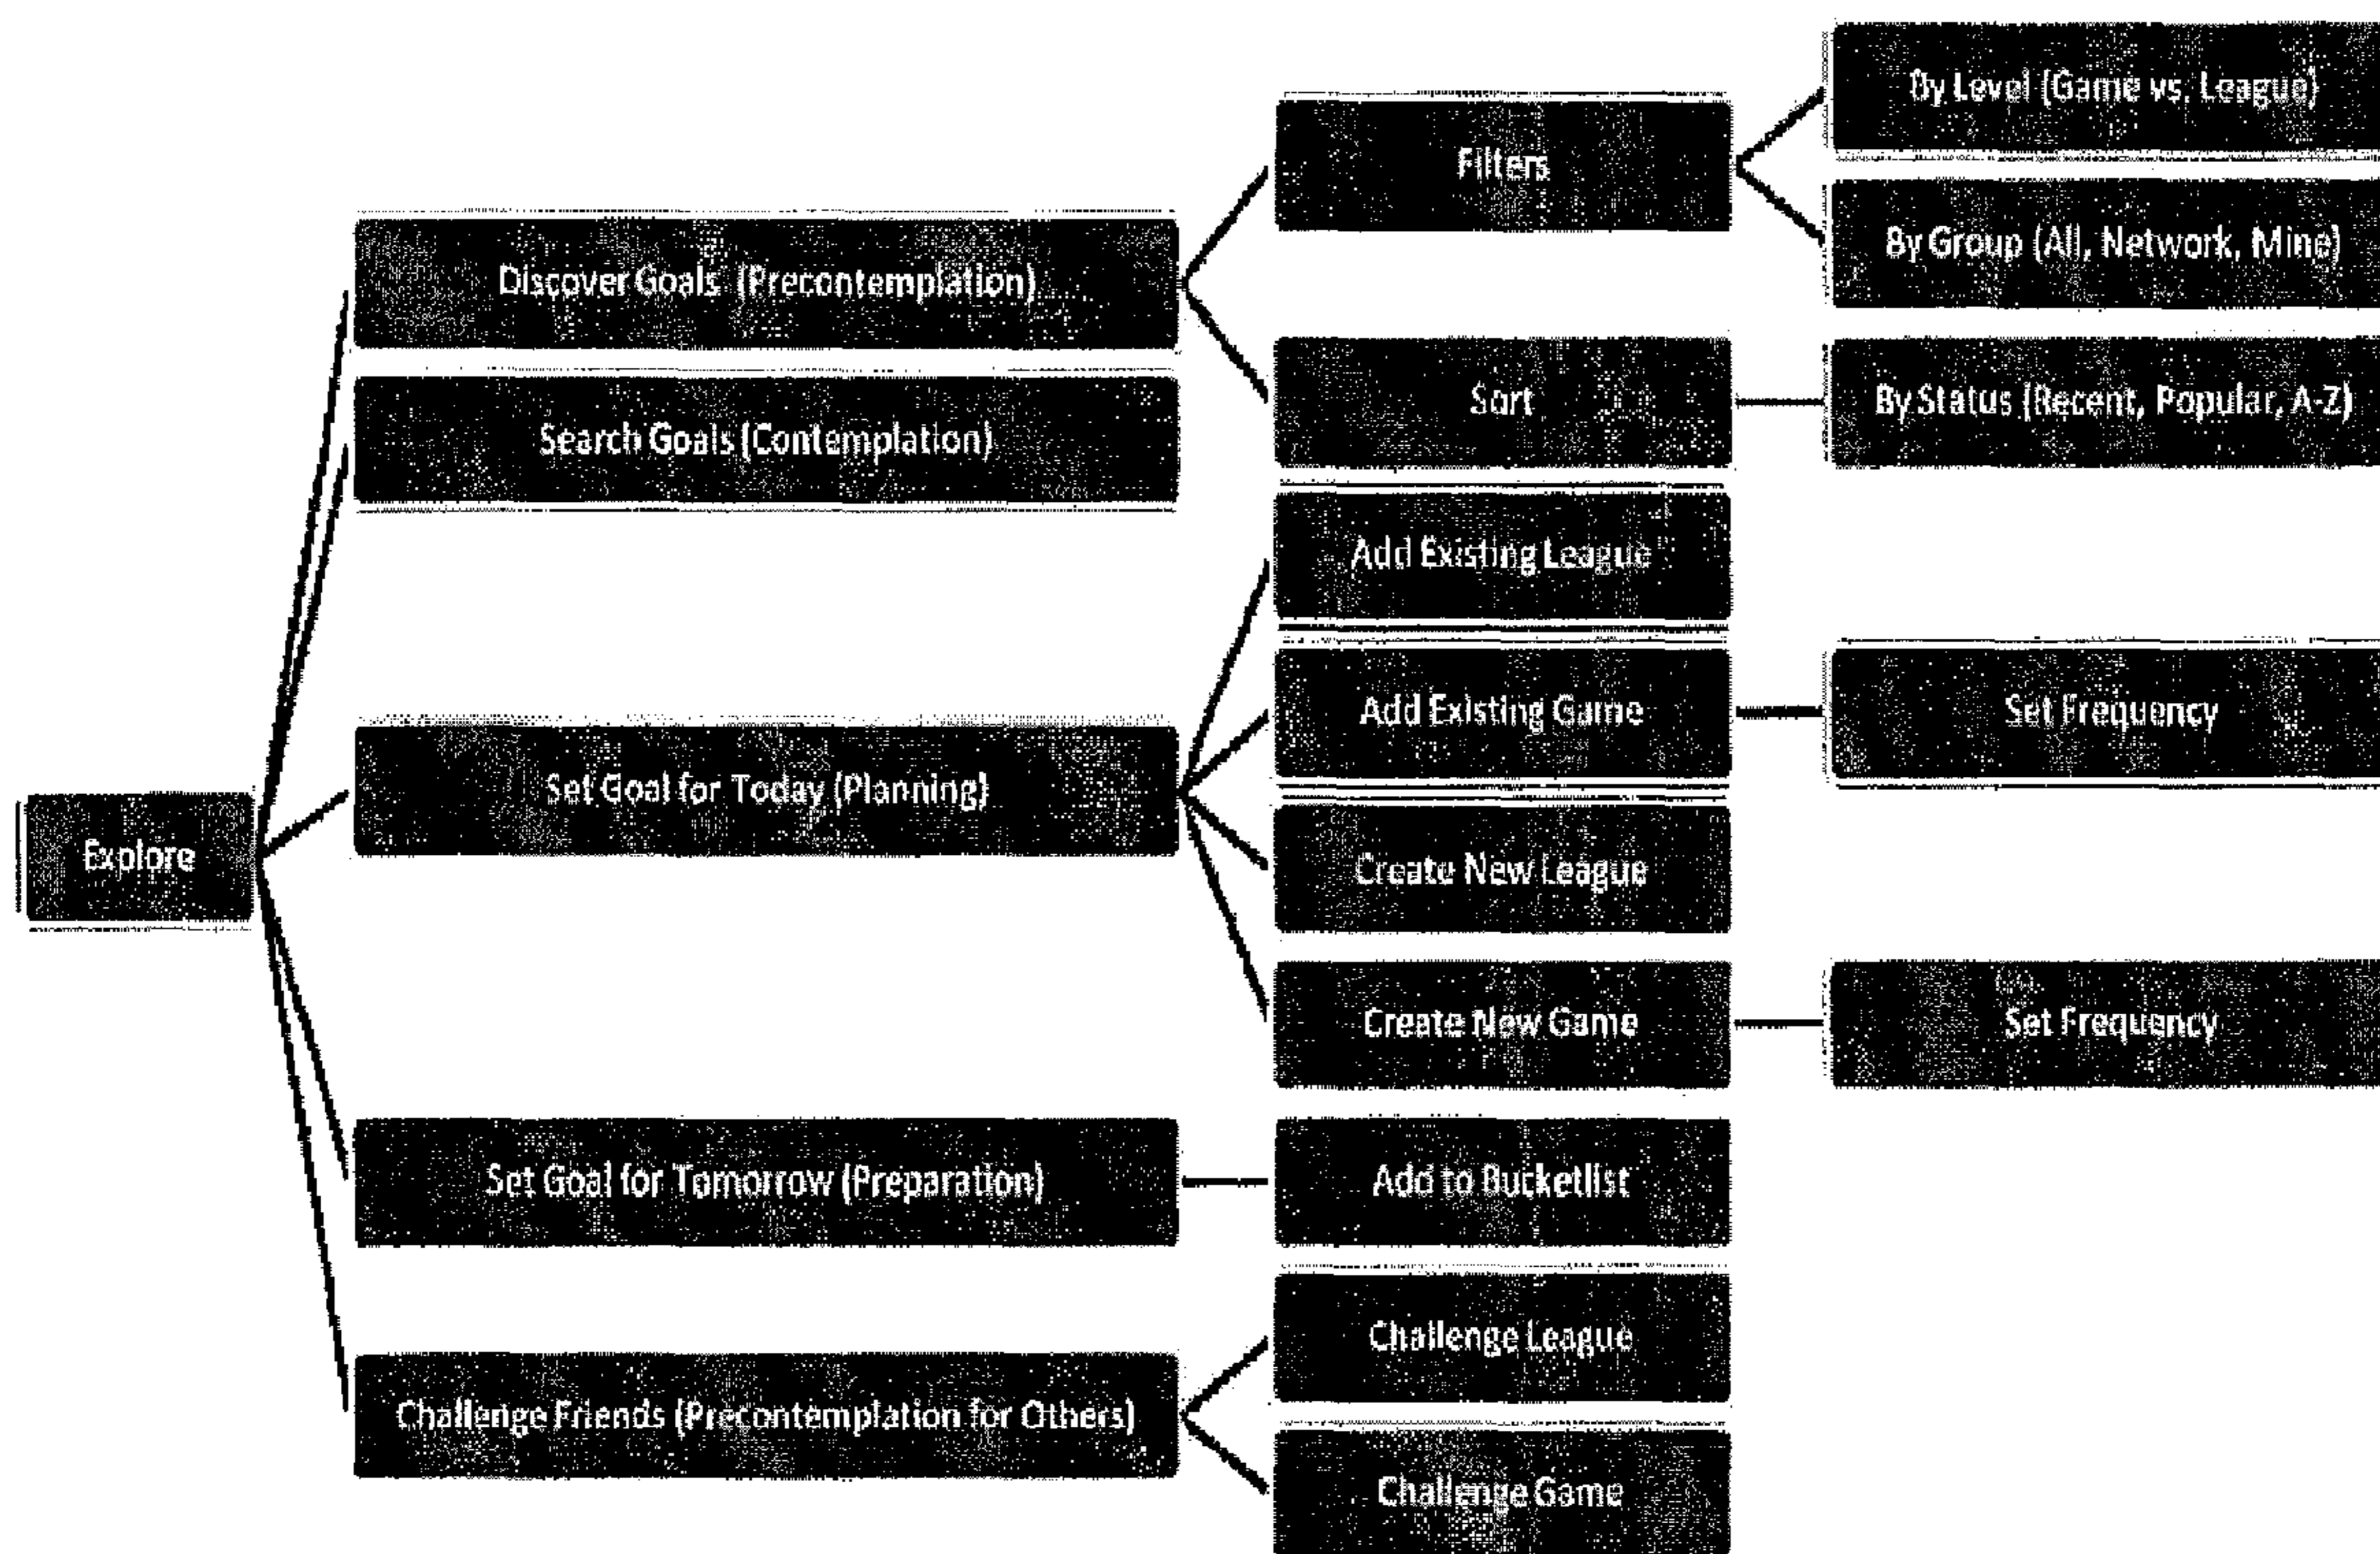 Explore
Discover Goals (Precontemplation)
Search Goals (Contemplation)
Set Goal for Today (Planning)
Set Goal for Tomorrow (Preparation)
Challenge Friends (Precontemplation for Others)
Filters
Sort
Add Existing League
Add Existing Game
Create New League
Create New Game
Add to Bucketlist
Challenge League
Challenge Game
By Level (Game vs. League)
By Group (All, Network, Mine)
By Status (Recent, Popular, A-Z)
Set Frequency
Set Frequency